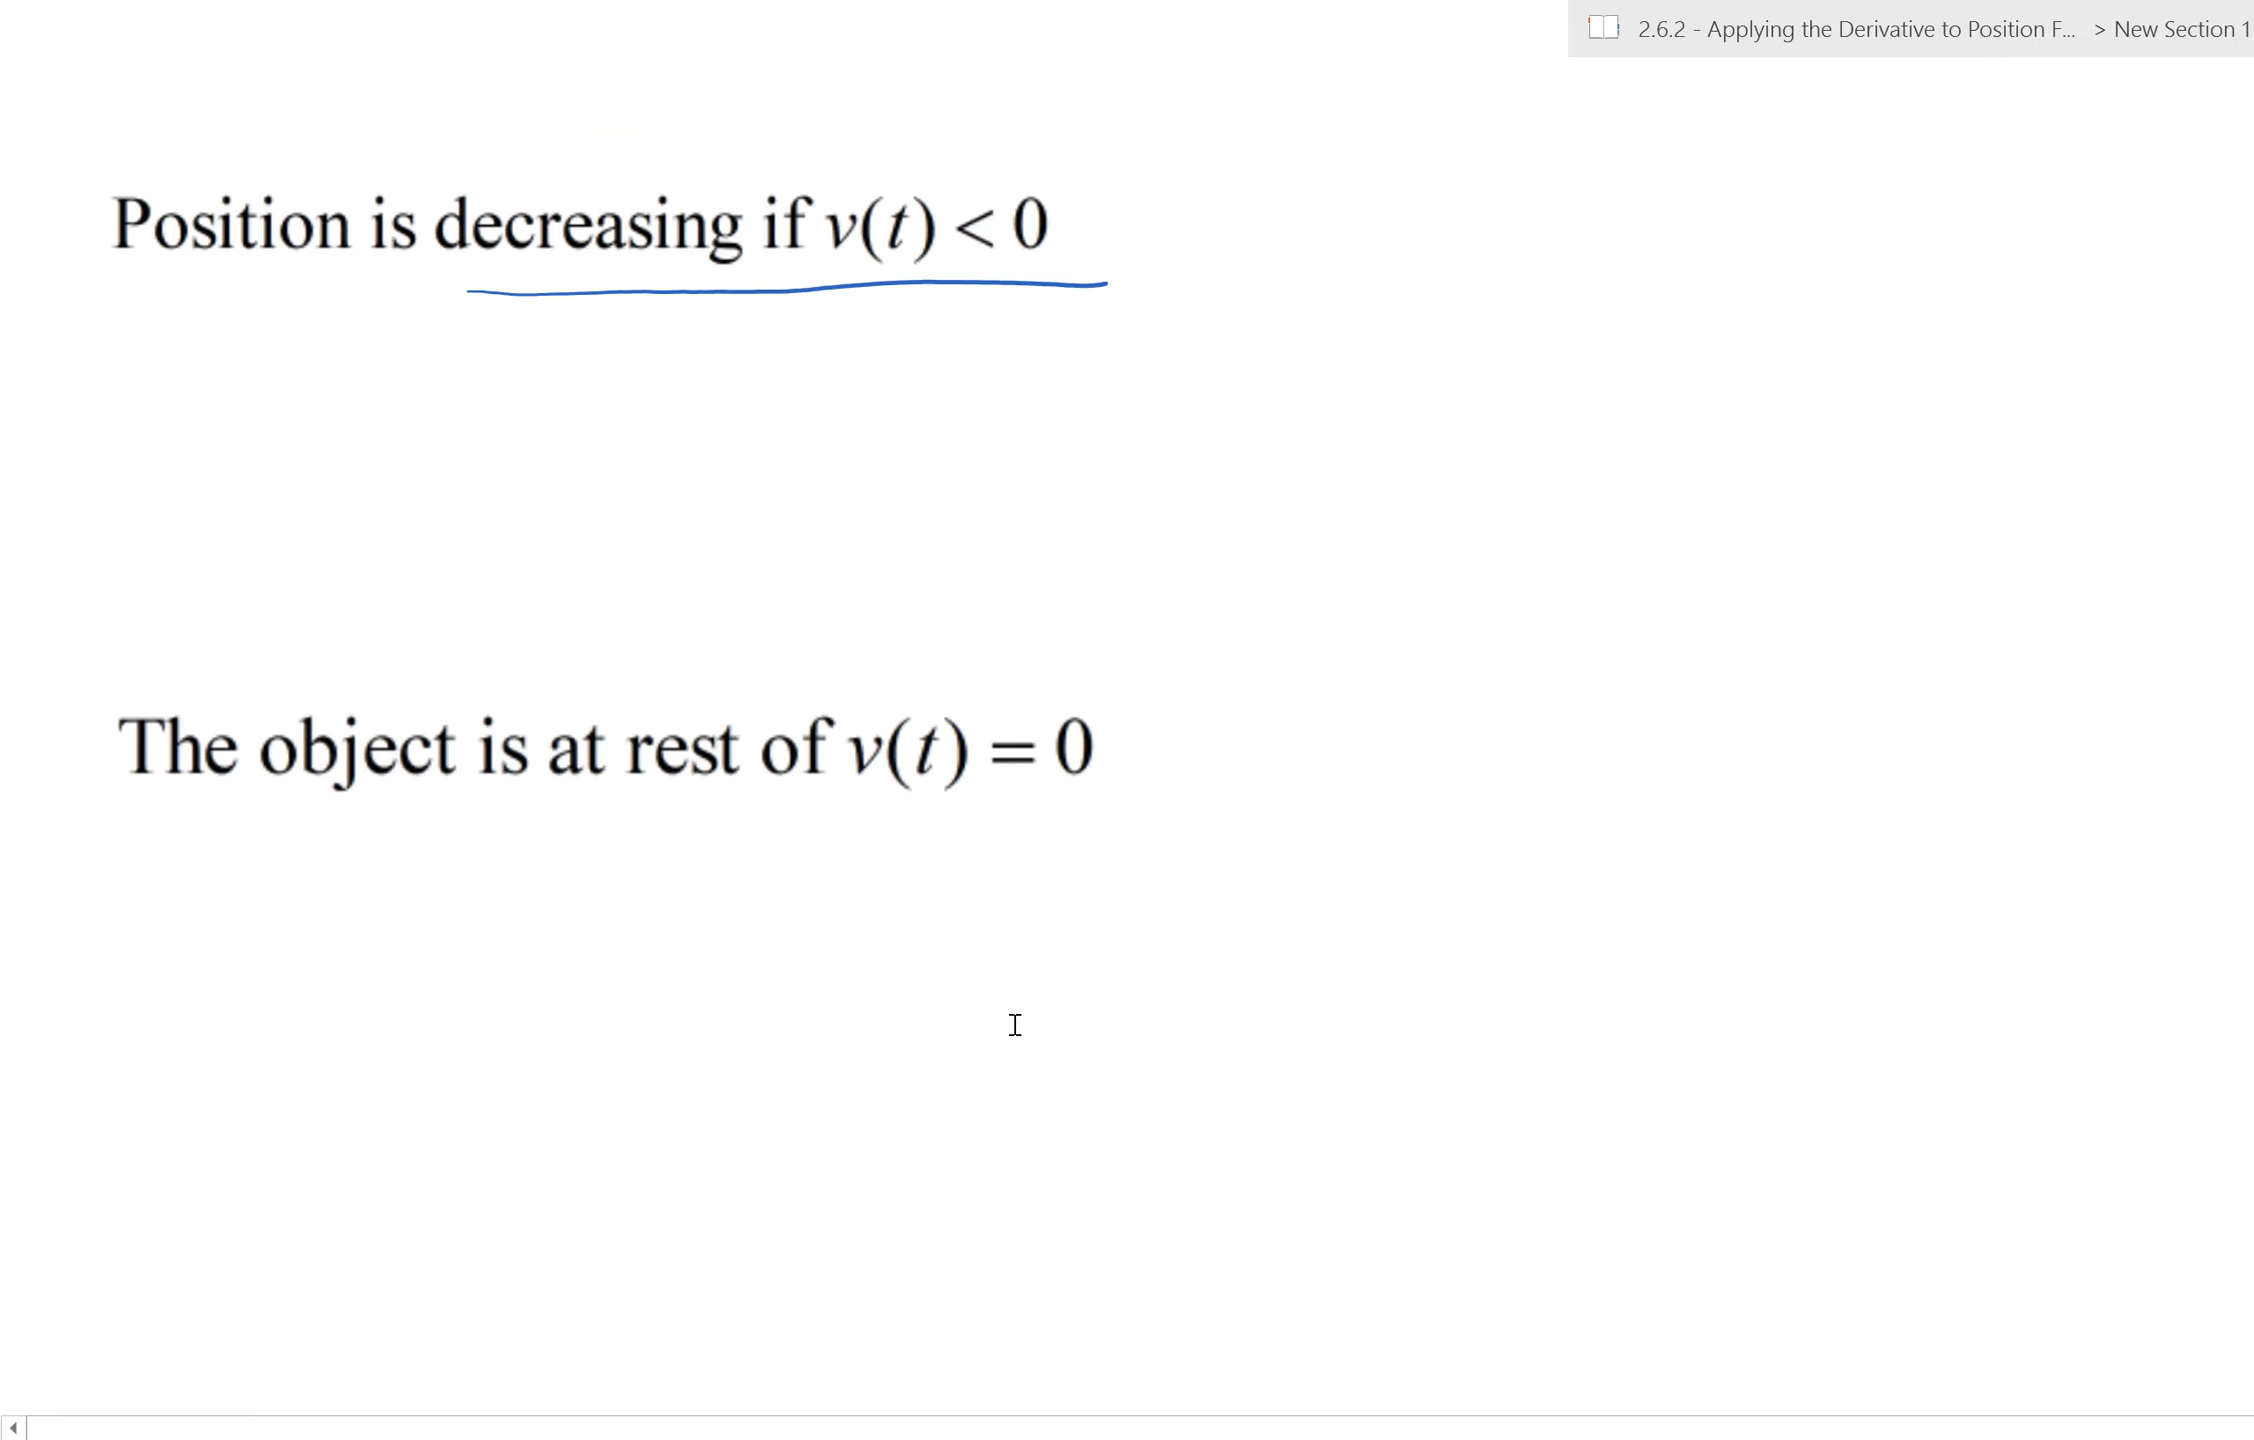 2.6.2 - Applying the Derivative to Position F... > New Section 1
Position is decreasing if v(t) < 0
The object is at rest of v(t) = 0